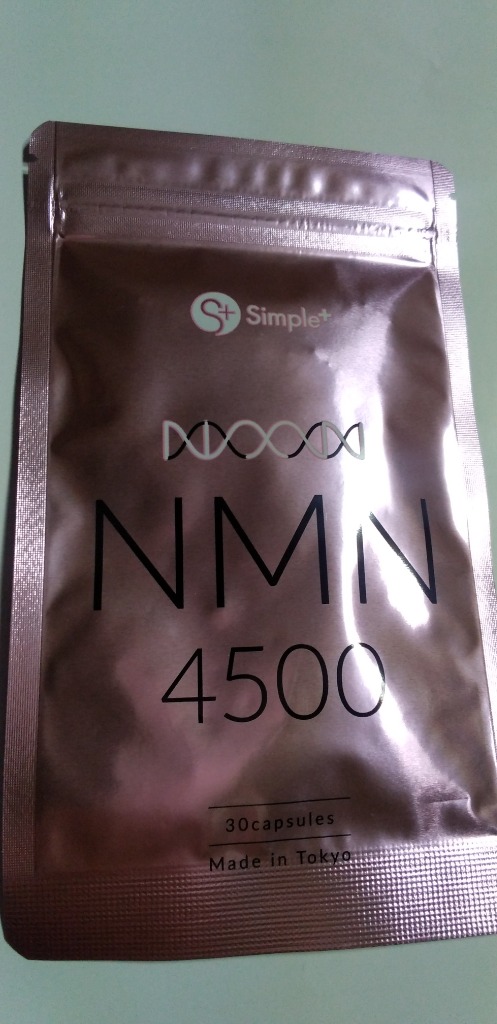 S+ Simple+
NMN
4500
30capsules
Made in Tokyo